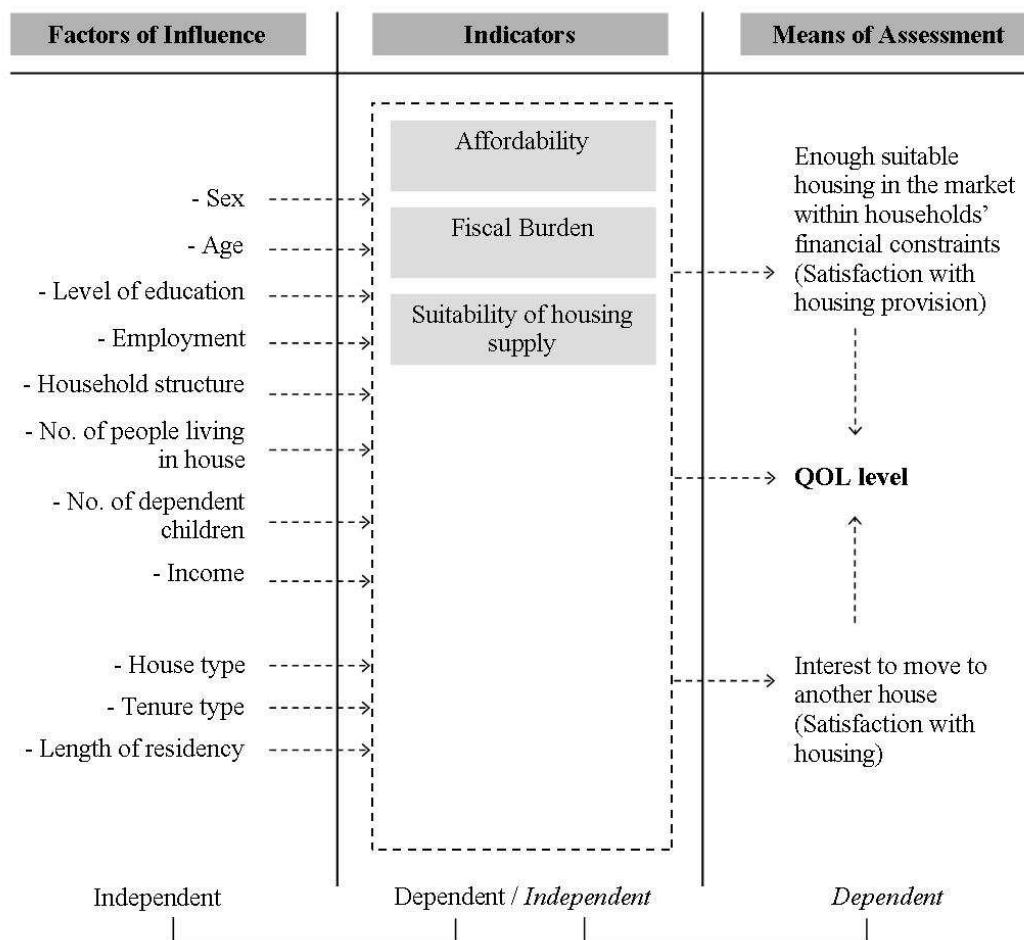 Factors of Influence
Indicators
Means of Assessment
- Sex
- Age
- Level of education
- Employment
- Household structure
- No. of people living
in house
- No. of dependent
children
- Income
- House type
- Tenure type
- Length of residency
Affordability
Fiscal Burden
Suitability of housing
supply
Enough suitable
housing in the market
within households’
financial constraints
(Satisfaction with
housing provision)
QOL level
Interest to move to
another house
(Satisfaction with
housing)
Independent
Dependent / Independent
Dependent